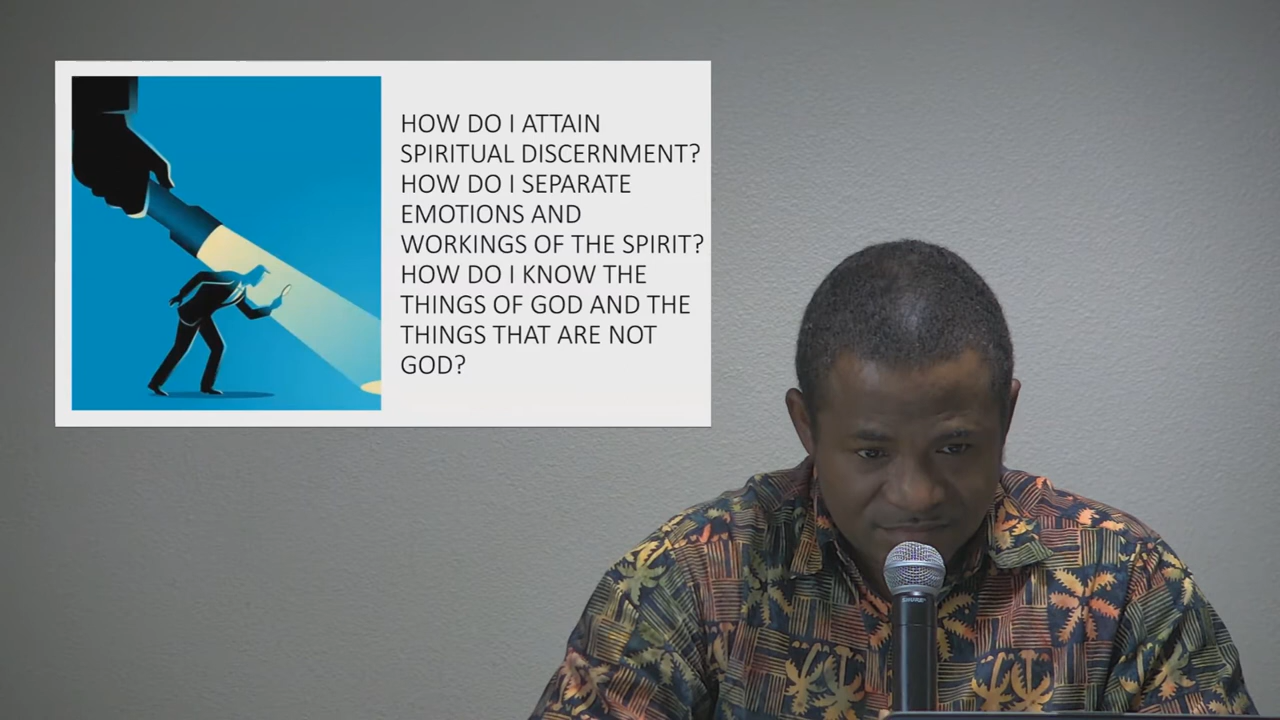 HOW DO I ATTAIN
SPIRITUAL DISCERNMENT?
HOW DO I SEPARATE
EMOTIONS AND
WORKINGS OF THE SPIRIT?
HOW DO I KNOW THE
THINGS OF GOD AND THE
THINGS THAT ARE NOT
GOD?
SHURE